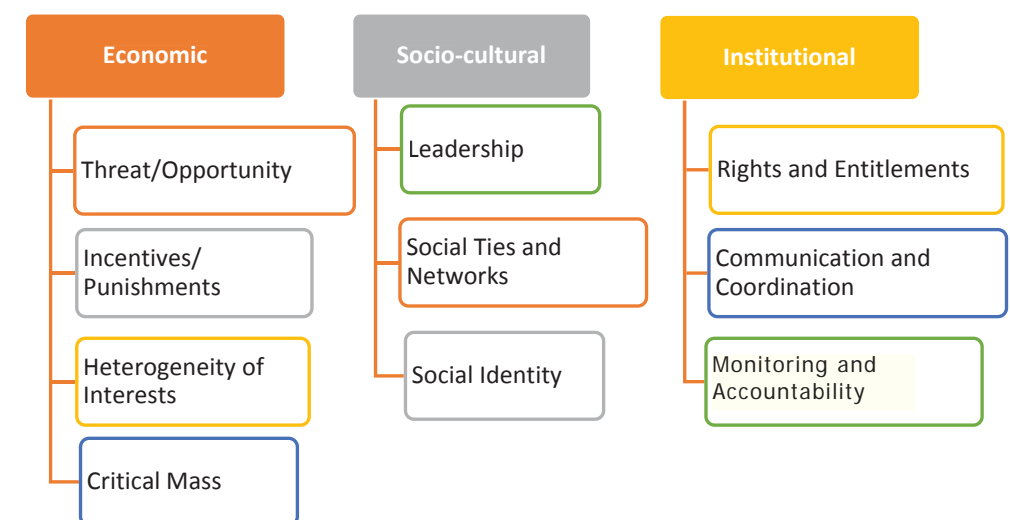 Economic
Threat/Opportunity
Incentives/
Punishments
Heterogeneity of
Interests
Critical Mass
Socio-cultural
Leadership
Social Ties and
Networks
Social Identity
Institutional
Rights and Entitlements
Communication and
Coordination
Monitoring and
Accountability